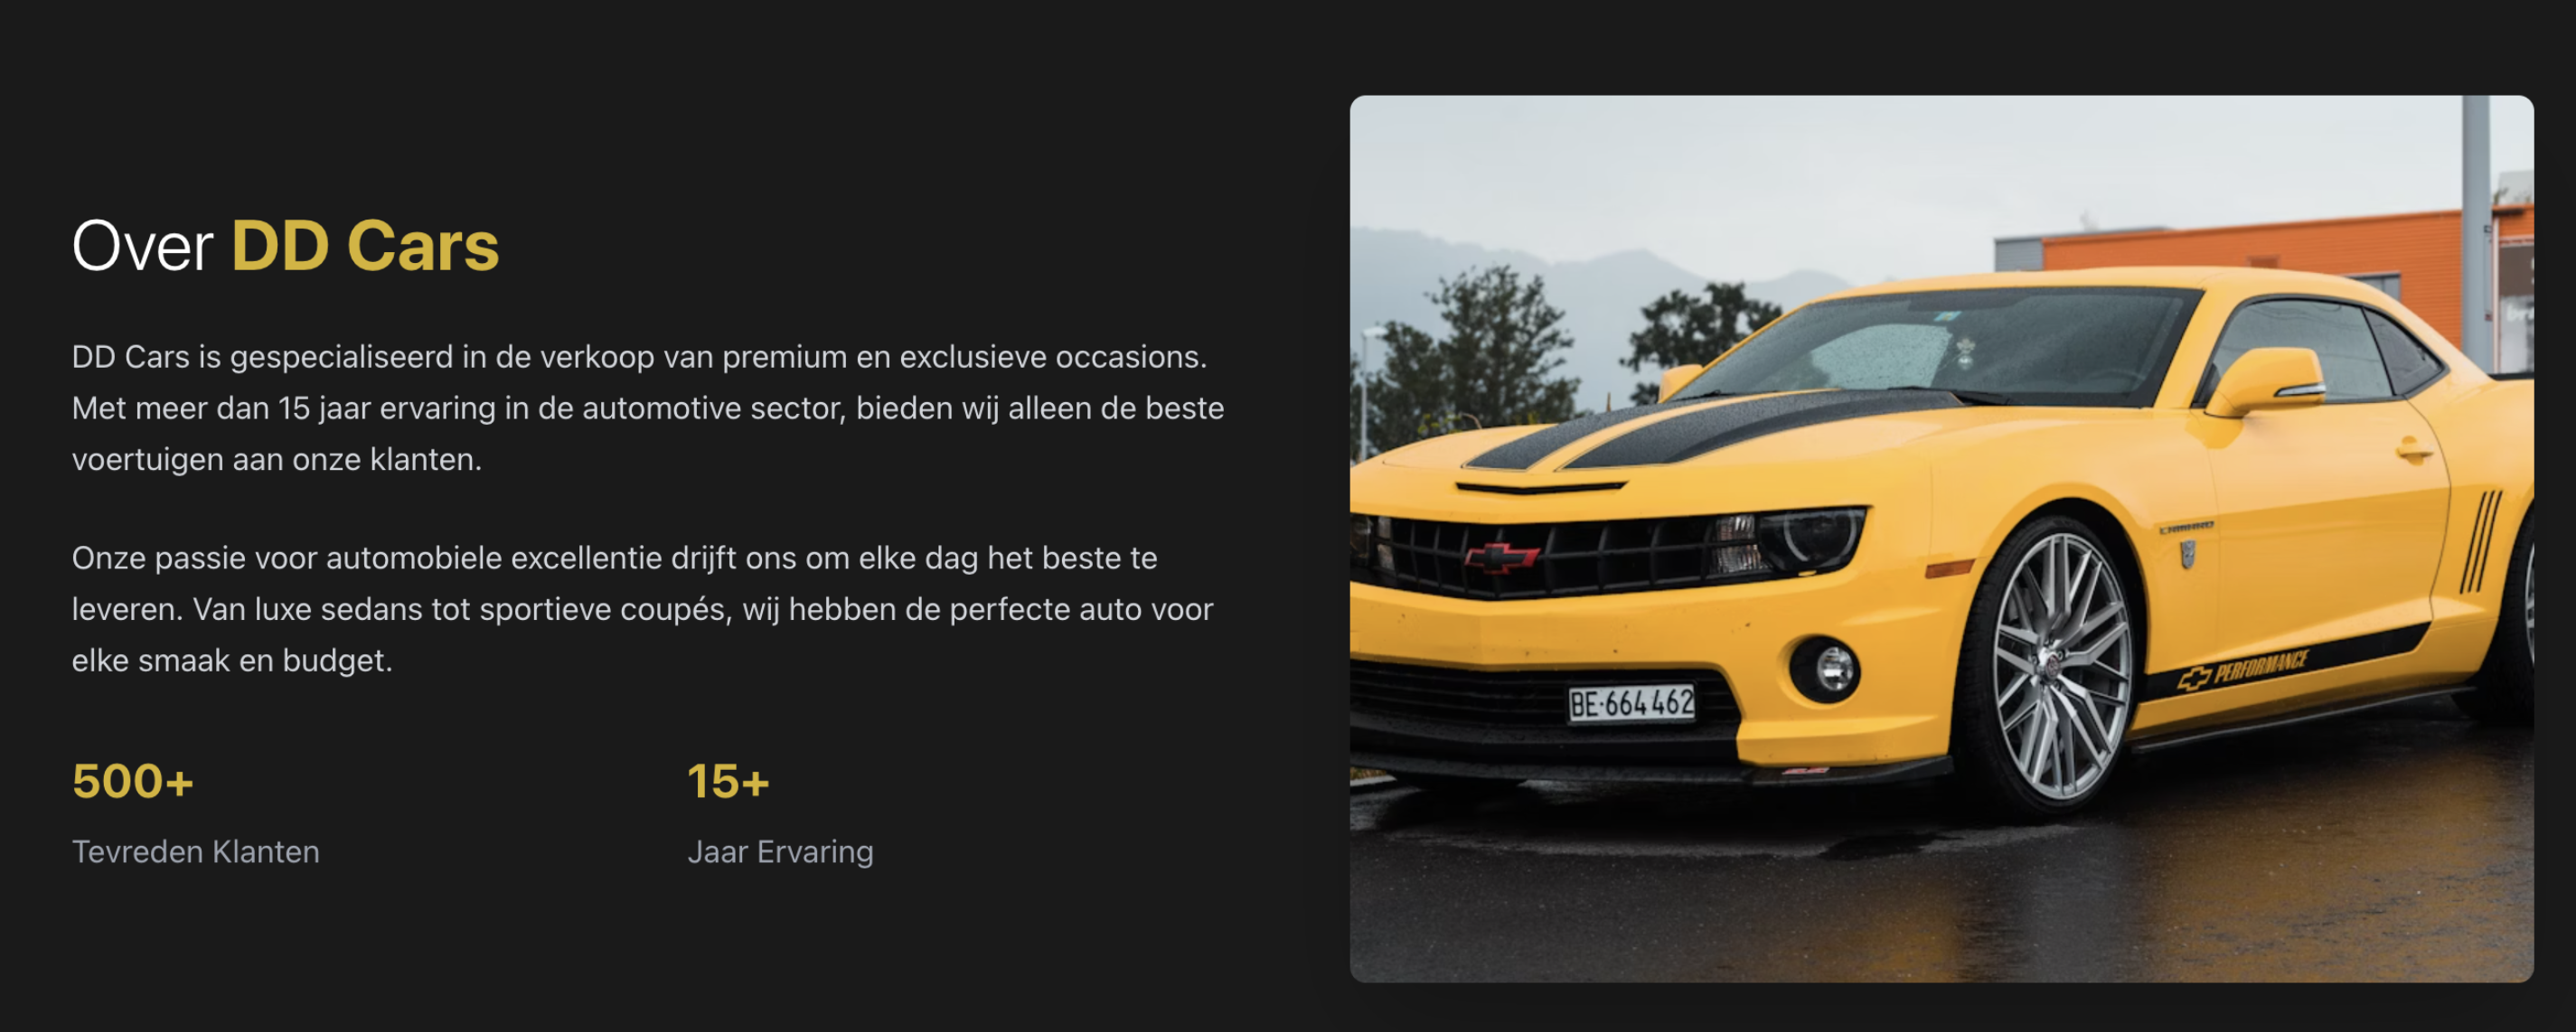 Over DD Cars
DD Cars is gespecialiseerd in de verkoop van premium en exclusieve occasions.
Met meer dan 15 jaar ervaring in de automotive sector, bieden wij alleen de beste
voertuigen aan onze klanten.
Onze passie voor automobiele excellentie drijft ons om elke dag het beste te
leveren. Van luxe sedans tot sportieve coupés, wij hebben de perfecte auto voor
elke smaak en budget.
500+
Tevreden Klanten
15+
Jaar Ervaring
CAMARO
PERFORMANCE
BE·664 462